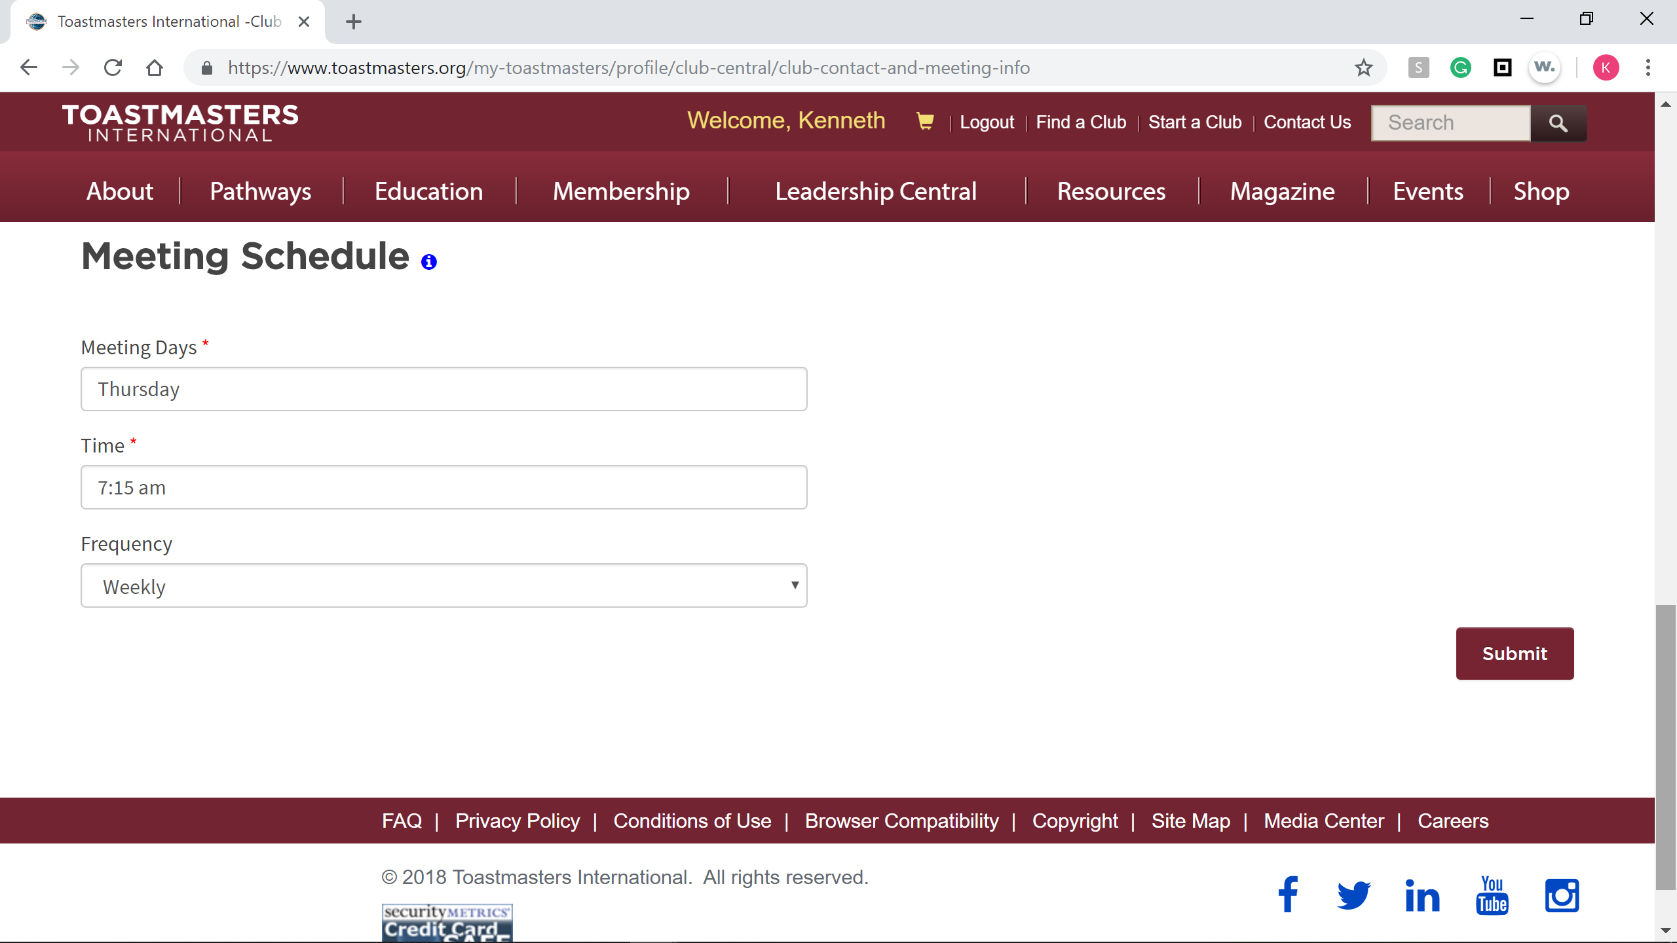 Toastmasters International -Club
https://www.toastmasters.org/my-toastmasters/profile/club-central/club-contact-and-meeting-info
S
G
w.
K
TOASTMASTERS
INTERNATIONAL
Welcome, Kenneth
Logout | Find a Club | Start a Club | Contact Us
Search
About
Pathways
Education
Membership
Leadership Central
Resources
Magazine
Events
Shop
Meeting Schedule
Meeting Days *
Thursday
Time *
7:15 am
Frequency
Weekly
Submit
FAQ | Privacy Policy | Conditions of Use | Browser Compatibility | Copyright | Site Map | Media Center | Careers
© 2018 Toastmasters International. All rights reserved.
You
Tube
securityMETRICS
Credit Card
SAFE